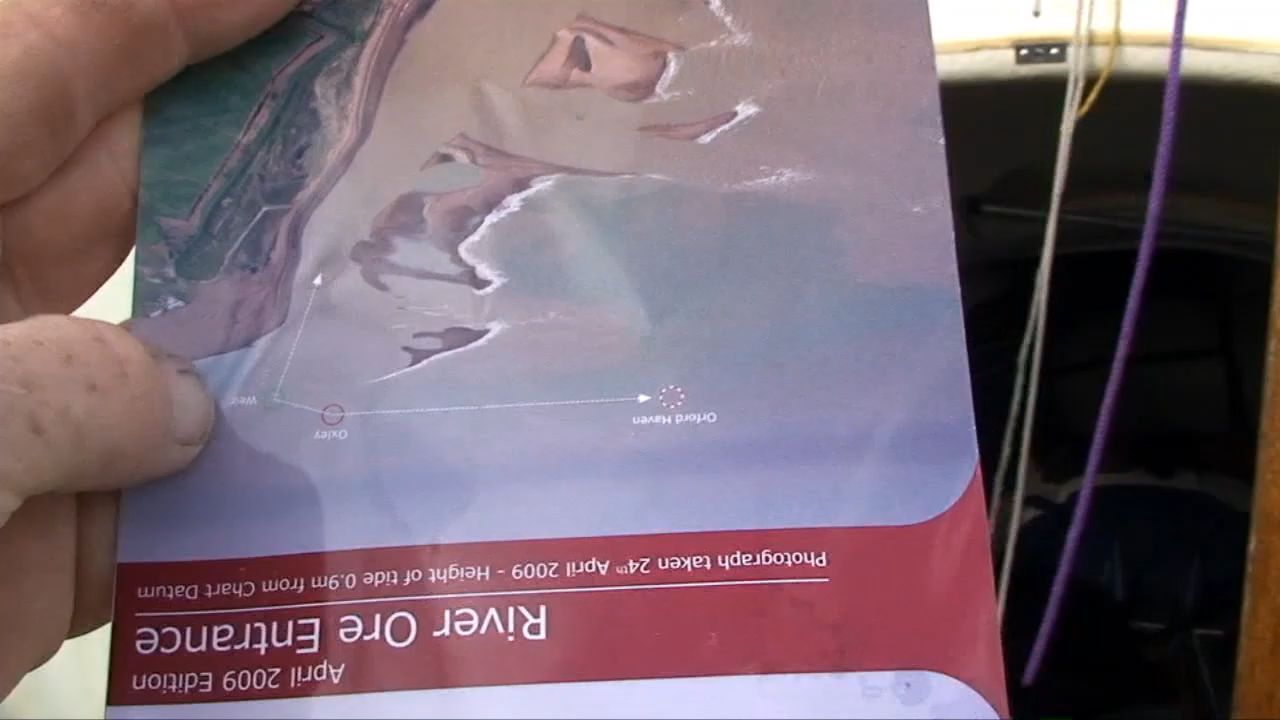 April 2009 Edition
River Ore Entrance
Photograph taken 24th April 2009 - Height of tide 0.9m from Chart Datum
Orford Haven
Oxley
Weir